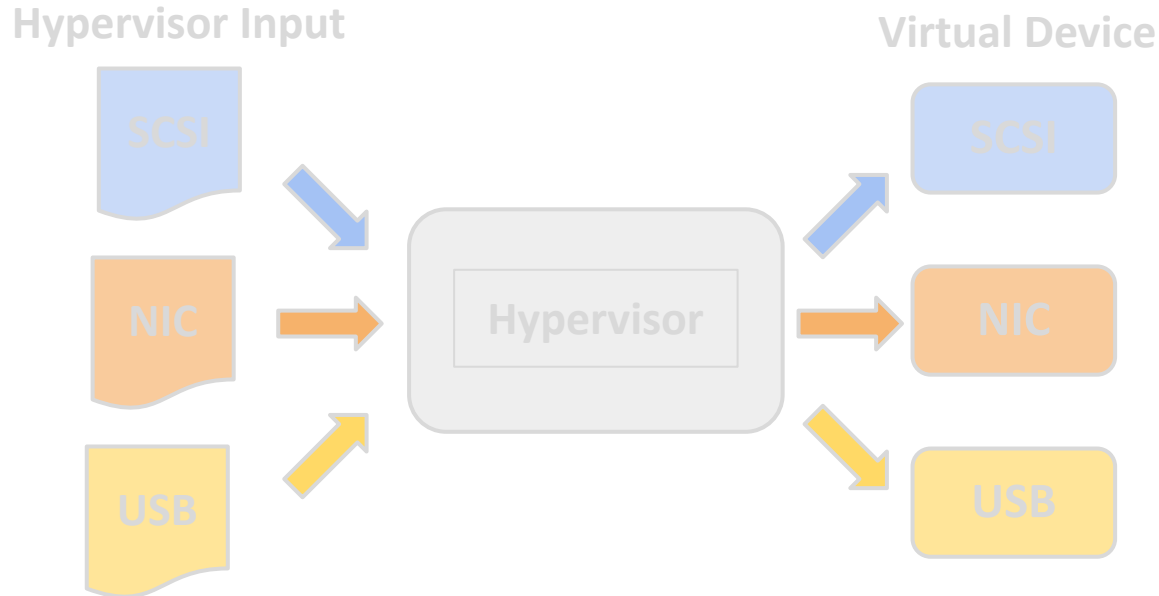 Hypervisor Input
Virtual Device
SCSI
SCSI
NIC
Hypervisor
NIC
USB
USB